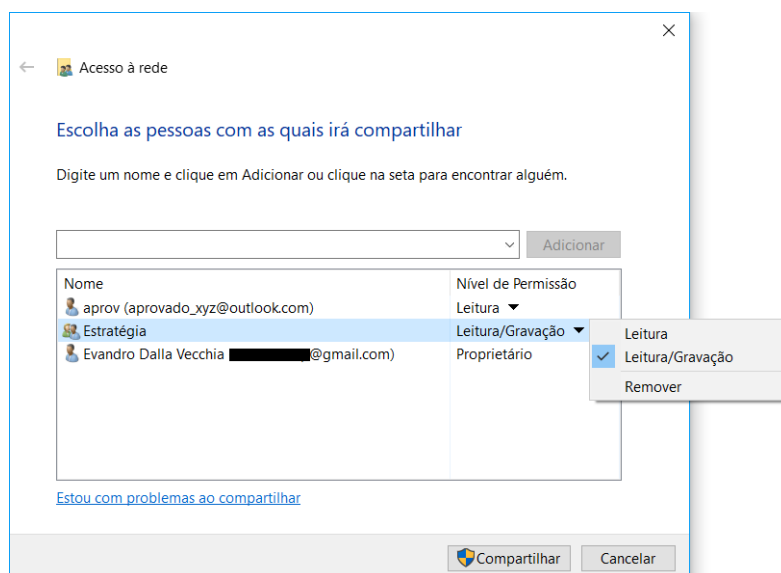 Acesso à rede
Escolha as pessoas com as quais irá compartilhar
Digite um nome e clique em Adicionar ou clique na seta para encontrar alguém.
Adicionar
Nome Nível de Permissão
aprov (aprovado_xyz@outlook.com) Leitura
Estratégia Leitura/Gravação
Evandro Dalla Vecchia @gmail.com) Proprietário
Leitura
Leitura/Gravação
Remover
Estou com problemas ao compartilhar
Compartilhar Cancelar